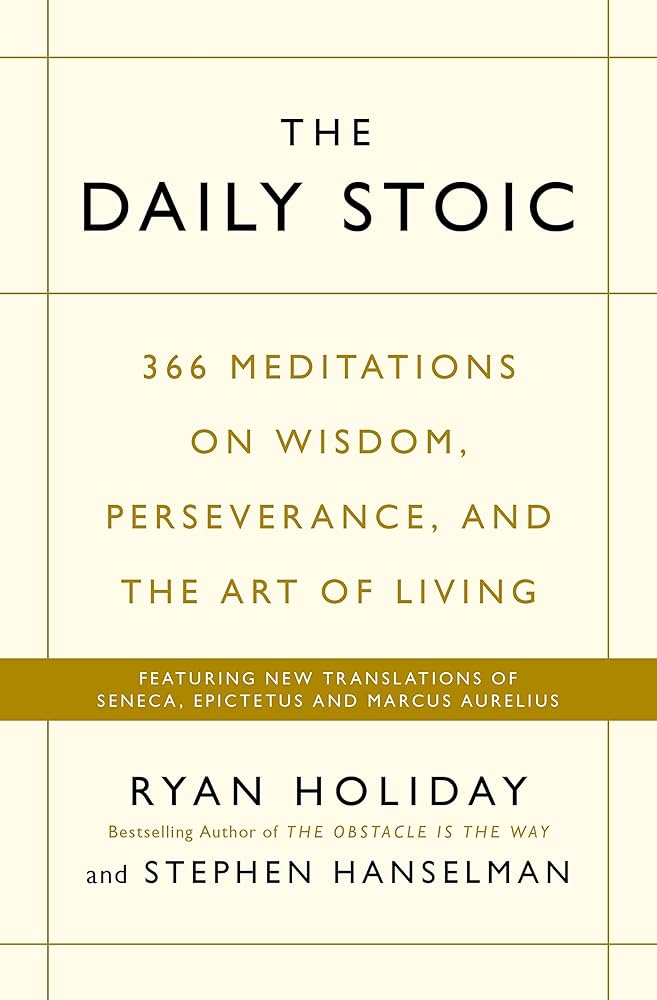 THE
DAILY STOIC
366 MEDITATIONS
ON WISDOM,
PERSEVERANCE, AND
THE ART OF LIVING
FEATURING NEW TRANSLATIONS OF
SENECA, EPICTETUS AND MARCUS AURELIUS
RYAN HOLIDAY
Bestselling Author of THE OBSTACLE IS THE WAY
and STEPHEN HANSELMAN